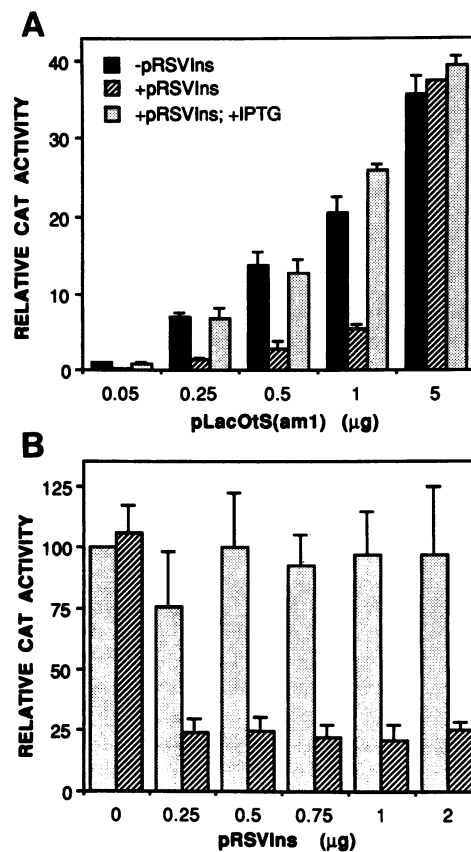 A
RELATIVE CAT ACTIVITY
40
30
20
10
0
-pRSVIns
+pRSVIns
+pRSVIns; +IPTG
0.05 0.25 0.5 1 5
pLacOtS(am1) (µg)
B
RELATIVE CAT ACTIVITY
125
100
75
50
25
0
0 0.25 0.5 0.75 1 2
pRSVIns (µg)